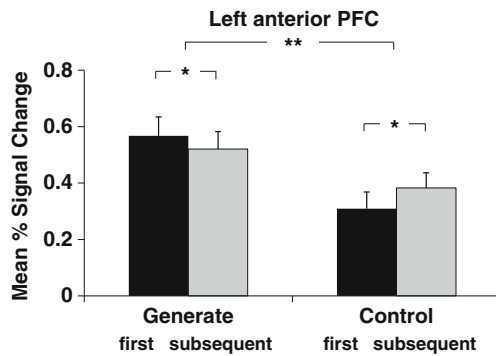 Left anterior PFC
**
*
*
Mean % Signal Change
0.8
0.6
0.4
0.2
0
Generate Control
first subsequent first subsequent